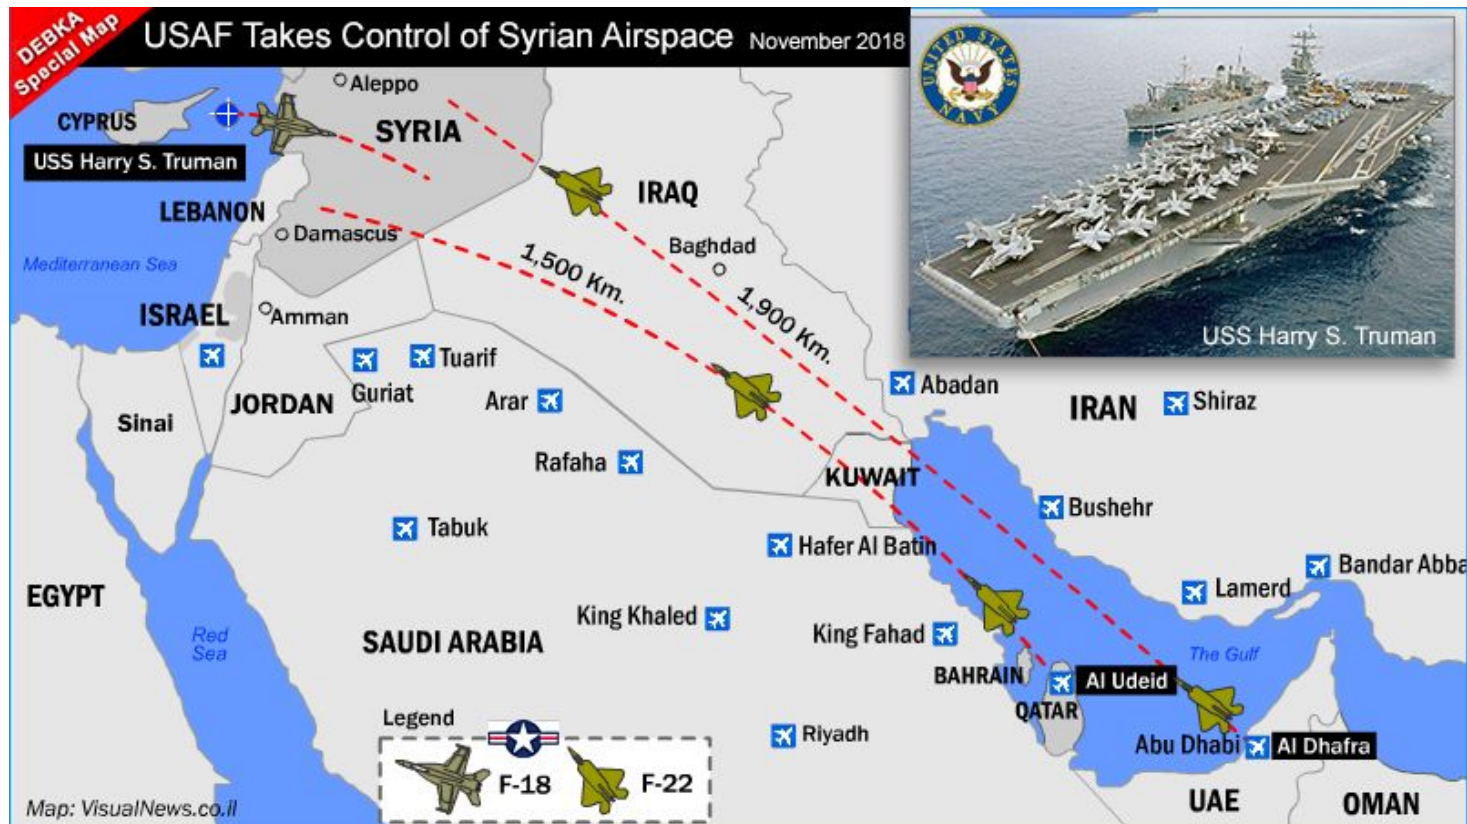 DEBKA
Special Map
USAF Takes Control of Syrian Airspace November 2018
UNITED STATES
NAVY
USS Harry S. Truman
Aleppo
CYPRUS
SYRIA
USS Harry S. Truman
IRAQ
LEBANON
Damascus
Baghdad
Mediterranean Sea
1,500 Km.
1,900 Km.
ISRAEL
Amman
Tuarif
Guriat
Abadan
Arar
JORDAN
IRAN
Shiraz
Sinai
Rafaha
KUWAIT
Bushehr
Tabuk
Hafer Al Batin
Bandar Abba
EGYPT
Lamerd
King Khaled
King Fahad
Red
Sea
SAUDI ARABIA
The Gulf
BAHRAIN
Al Udeid
QATAR
Legend
Riyadh
Abu Dhabi
Al Dhafra
F-18
F-22
UAE
OMAN
Map: VisualNews.co.il